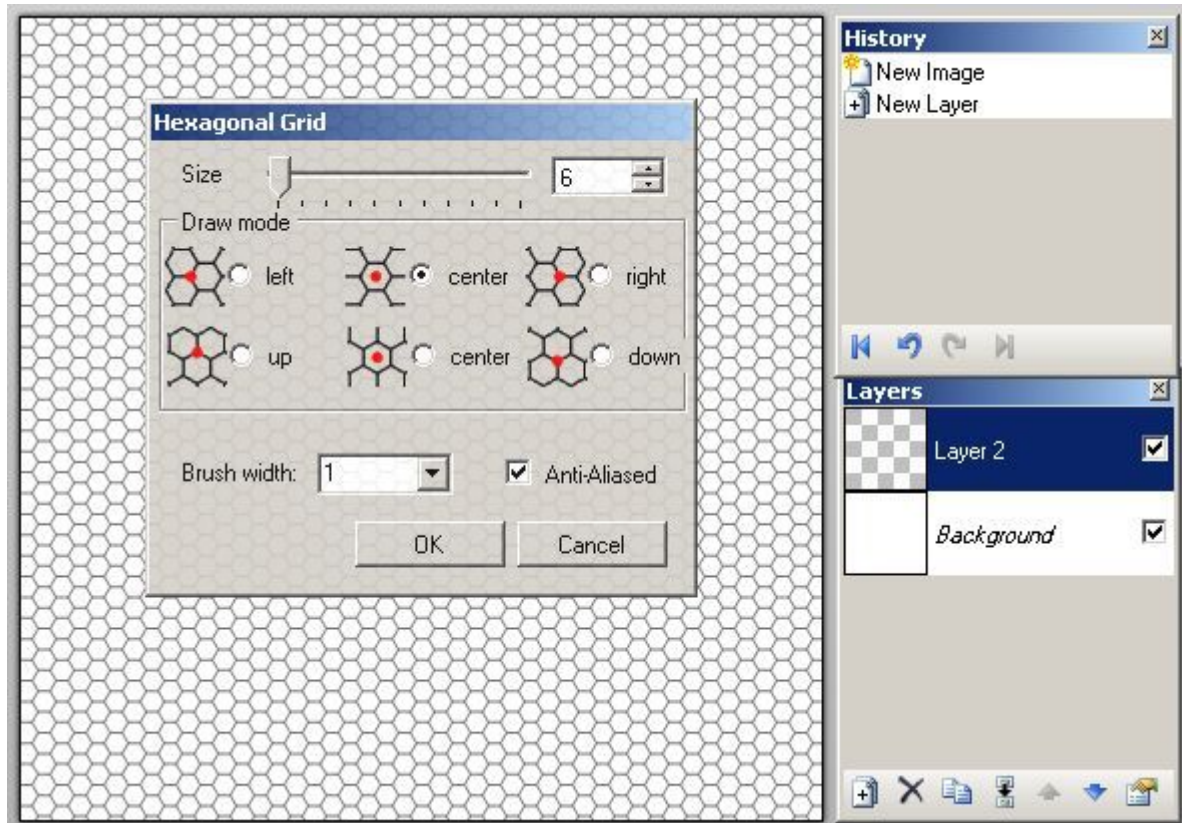 Hexagonal Grid
Size 6
Draw mode
left center right
up center down
Brush width: 1 Anti-Aliased
OK Cancel
History
New Image
New Layer
Layers
Layer 2
Background